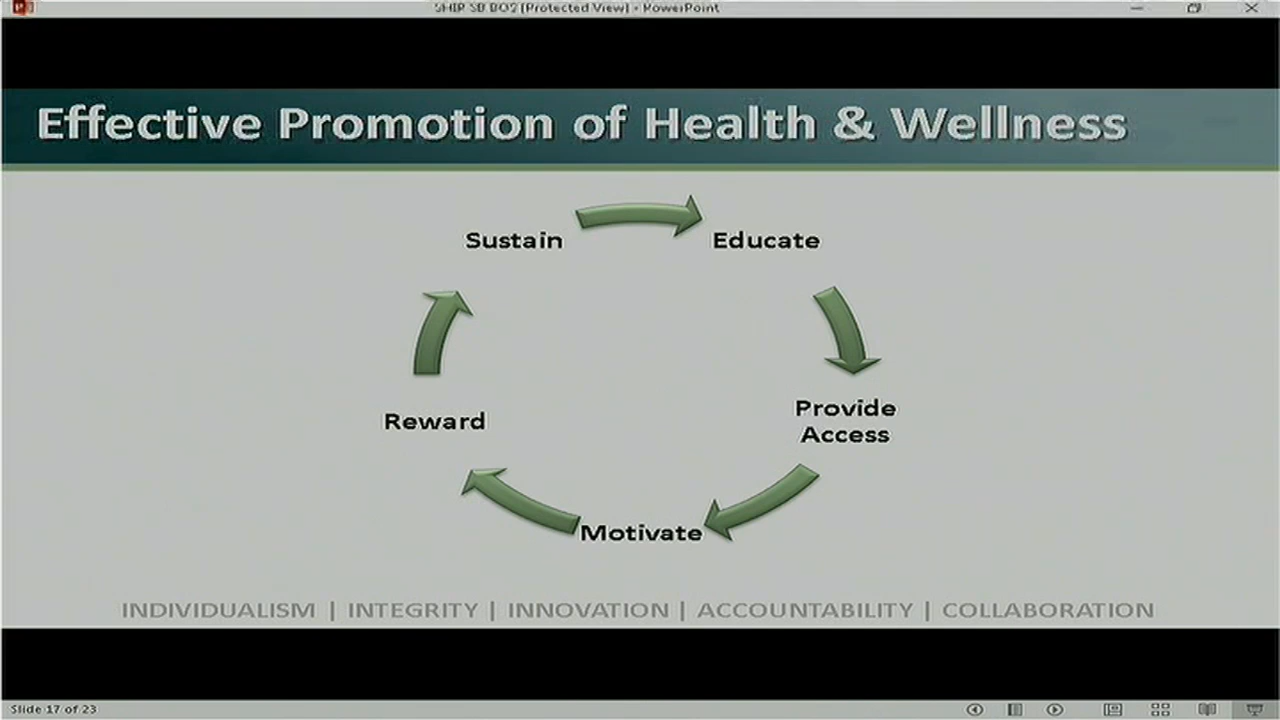 SHIP SB BO2 [Protected View] - PowerPoint
Effective Promotion of Health & Wellness
Sustain
Educate
Provide
Access
Reward
Motivate
INDIVIDUALISM | INTEGRITY | INNOVATION | ACCOUNTABILITY | COLLABORATION
Slide 17 of 23